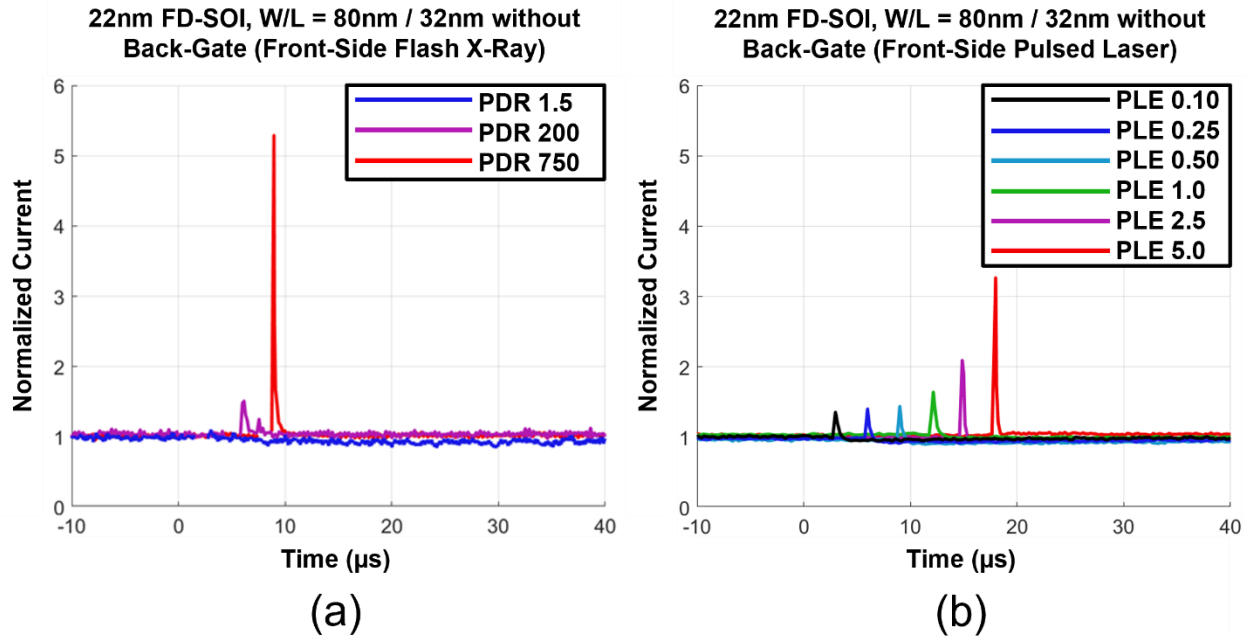 22nm FD-SOI, W/L = 80nm / 32nm without
Back-Gate (Front-Side Flash X-Ray)
6
5
4
3
2
1
0
Normalized Current
PDR 1.5
PDR 200
PDR 750
-10
0
10
20
30
40
Time (μs)
(a)
22nm FD-SOI, W/L = 80nm / 32nm without
Back-Gate (Front-Side Pulsed Laser)
6
5
4
3
2
1
0
Normalized Current
PLE 0.10
PLE 0.25
PLE 0.50
PLE 1.0
PLE 2.5
PLE 5.0
-10
0
10
20
30
40
Time (μs)
(b)